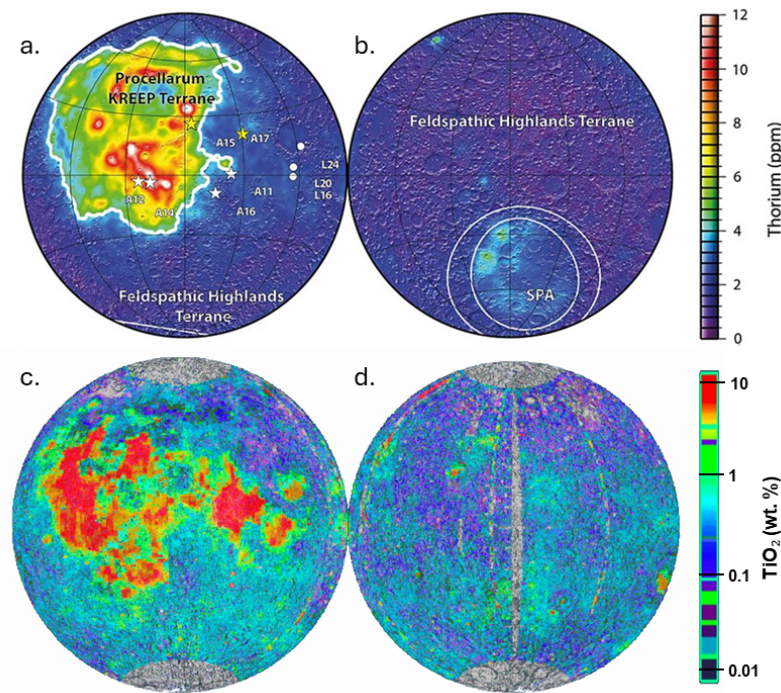 a.
b.
Procellarum
KREEP Terrane
A15
A17
L24
L20
L16
A12
A14
A11
A16
Feldspathic Highlands
Terrane
Feldspathic Highlands Terrane
SPA
12
10
8
6
4
2
0
Thorium (ppm)
c.
d.
10
1
0.1
0.01
TiO₂ (wt. %)